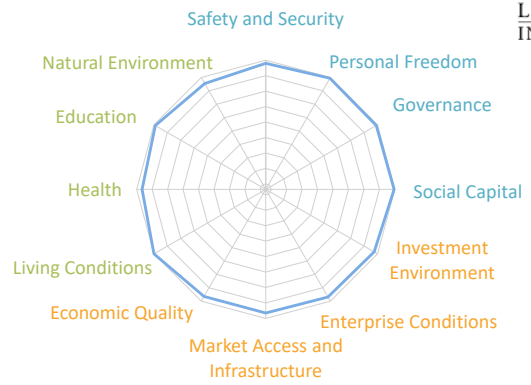 Safety and Security
Personal Freedom
Governance
Social Capital
Investment
Environment
Enterprise Conditions
Market Access and
Infrastructure
Economic Quality
Living Conditions
Health
Education
Natural Environment